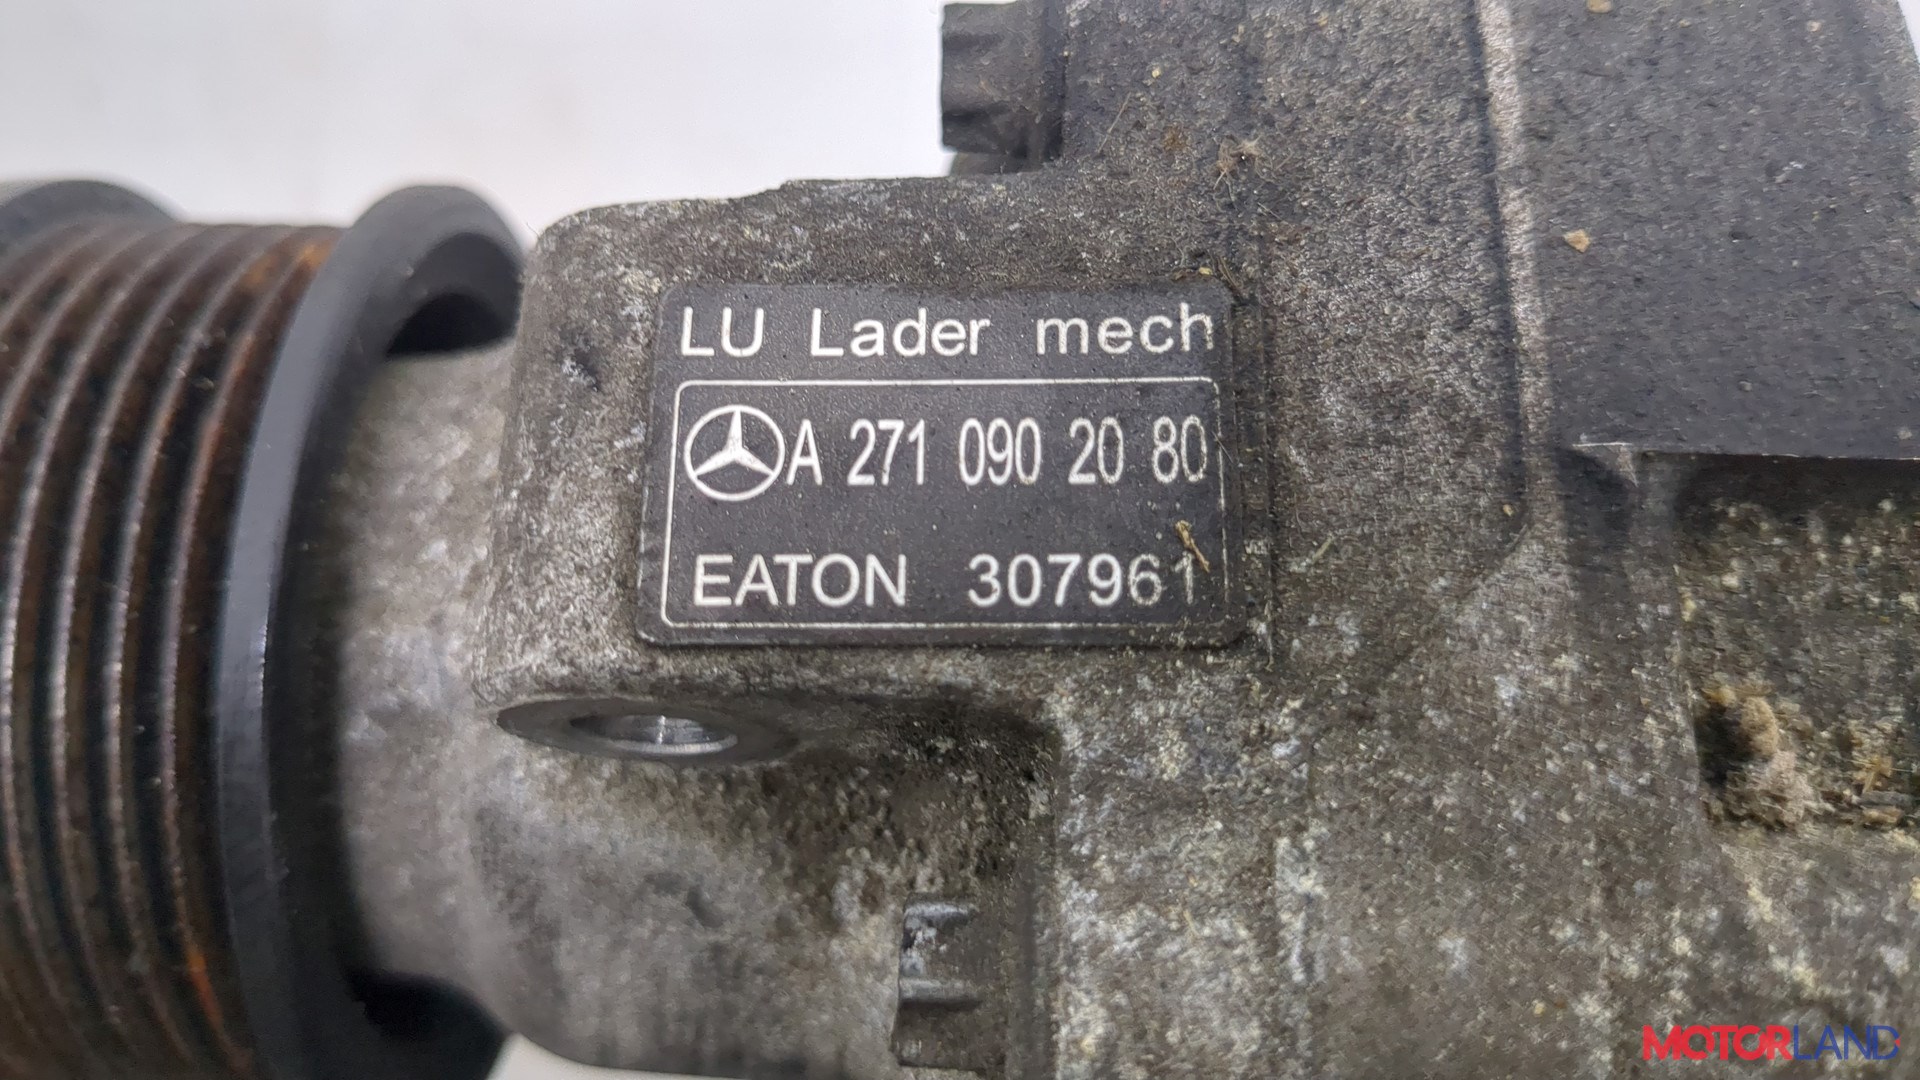 LU Lader mech
A 271 090 20 80
EATON 307961
MOTORLAND